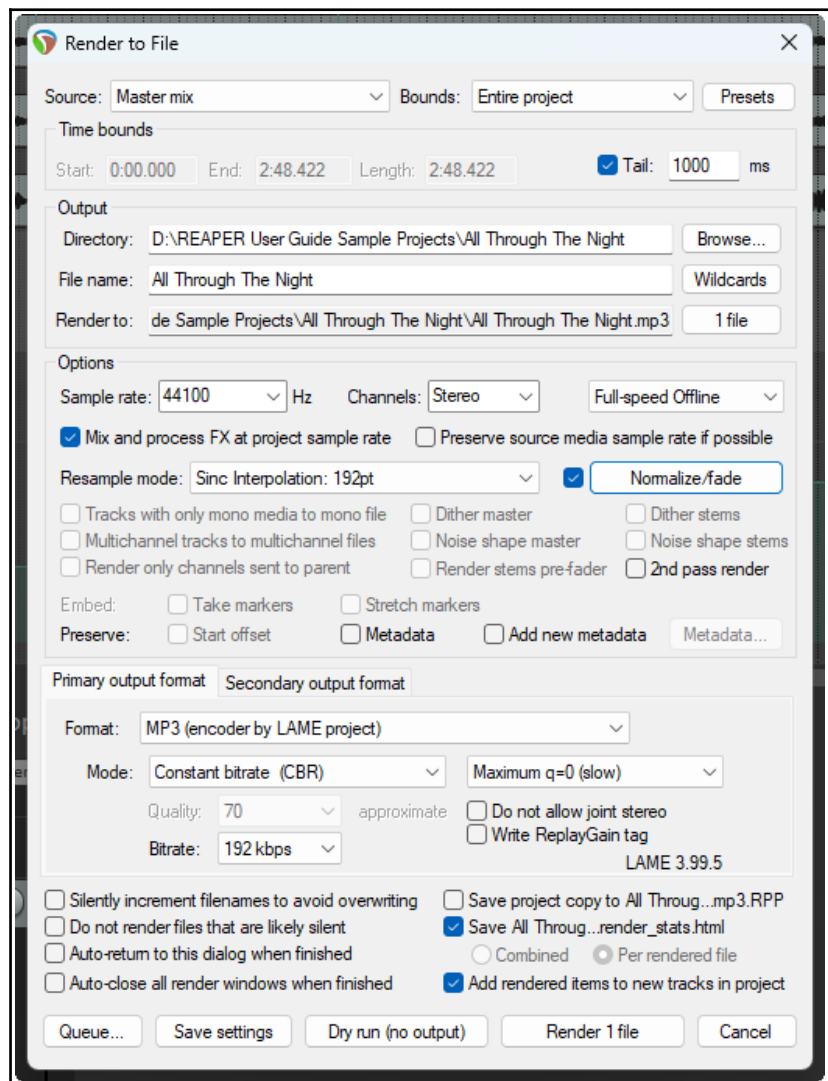 Render to File
Source: Master mix Bounds: Entire project Presets
Time bounds
Start: 0:00.000 End: 2:48.422 Length: 2:48.422 Tail: 1000 ms
Output
Directory: D:\REAPER User Guide Sample Projects\All Through The Night Browse...
File name: All Through The Night Wildcards
Render to: de Sample Projects\All Through The Night\All Through The Night.mp3 1 file
Options
Sample rate: 44100 Hz Channels: Stereo Full-speed Offline
Mix and process FX at project sample rate Preserve source media sample rate if possible
Resample mode: Sinc Interpolation: 192pt Normalize/fade
Tracks with only mono media to mono file Dither master Dither stems
Multichannel tracks to multichannel files Noise shape master Noise shape stems
Render only channels sent to parent Render stems pre-fader 2nd pass render
Embed: Take markers Stretch markers
Preserve: Start offset Metadata Add new metadata Metadata...
Primary output format Secondary output format
Format: MP3 (encoder by LAME project)
Mode: Constant bitrate (CBR) Maximum q=0 (slow)
Quality: 70 approximate Do not allow joint stereo
Write ReplayGain tag
Bitrate: 192 kbps
LAME 3.99.5
Silently increment filenames to avoid overwriting Save project copy to All Throug...mp3.RPP
Do not render files that are likely silent Save All Throug...render_stats.html
Auto-return to this dialog when finished Combined Per rendered file
Auto-close all render windows when finished Add rendered items to new tracks in project
Queue... Save settings Dry run (no output) Render 1 file Cancel